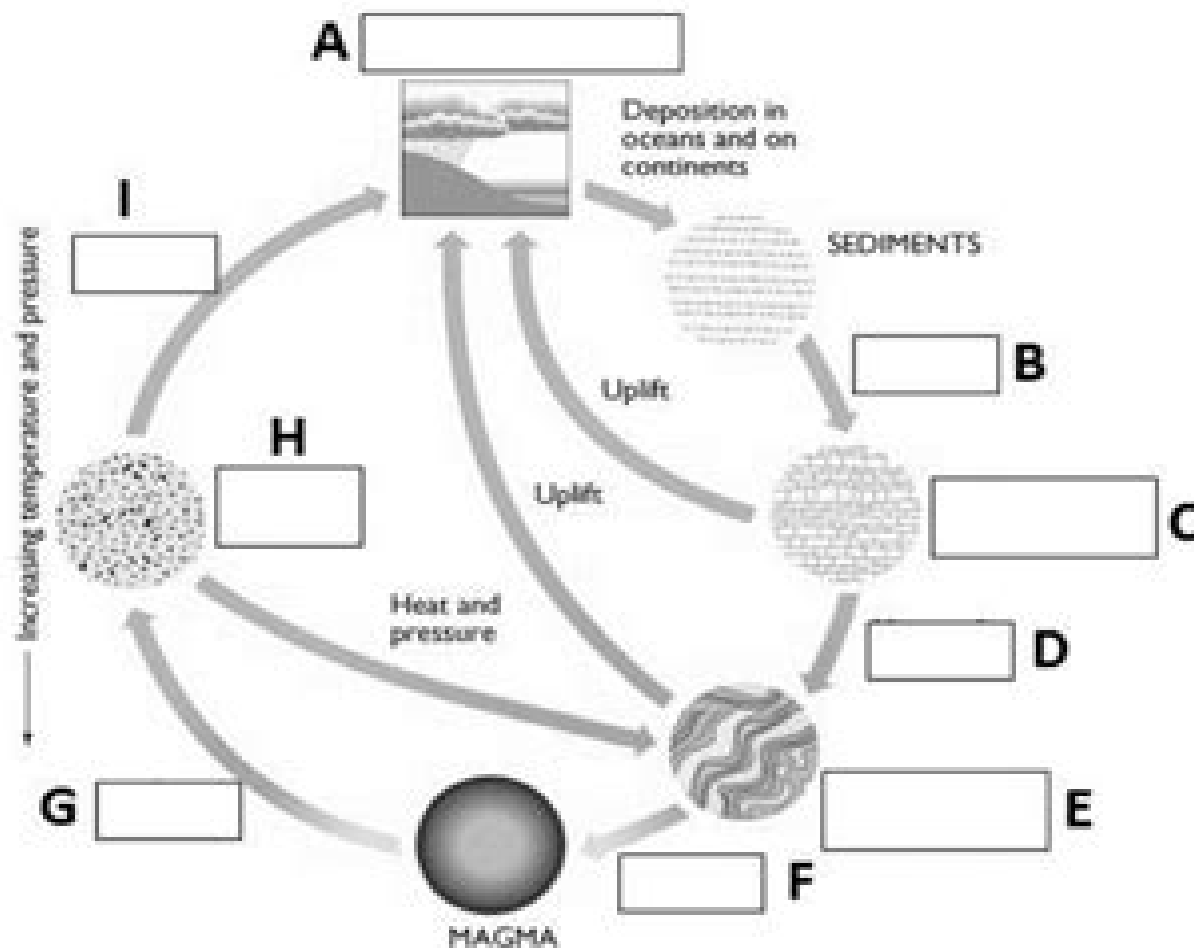 A
Deposition in
oceans and on
continents
I
SEDIMENTS
Increasing temperature and pressure
B
Uplift
H
Uplift
C
Heat and
pressure
D
G
E
F
MAGMA